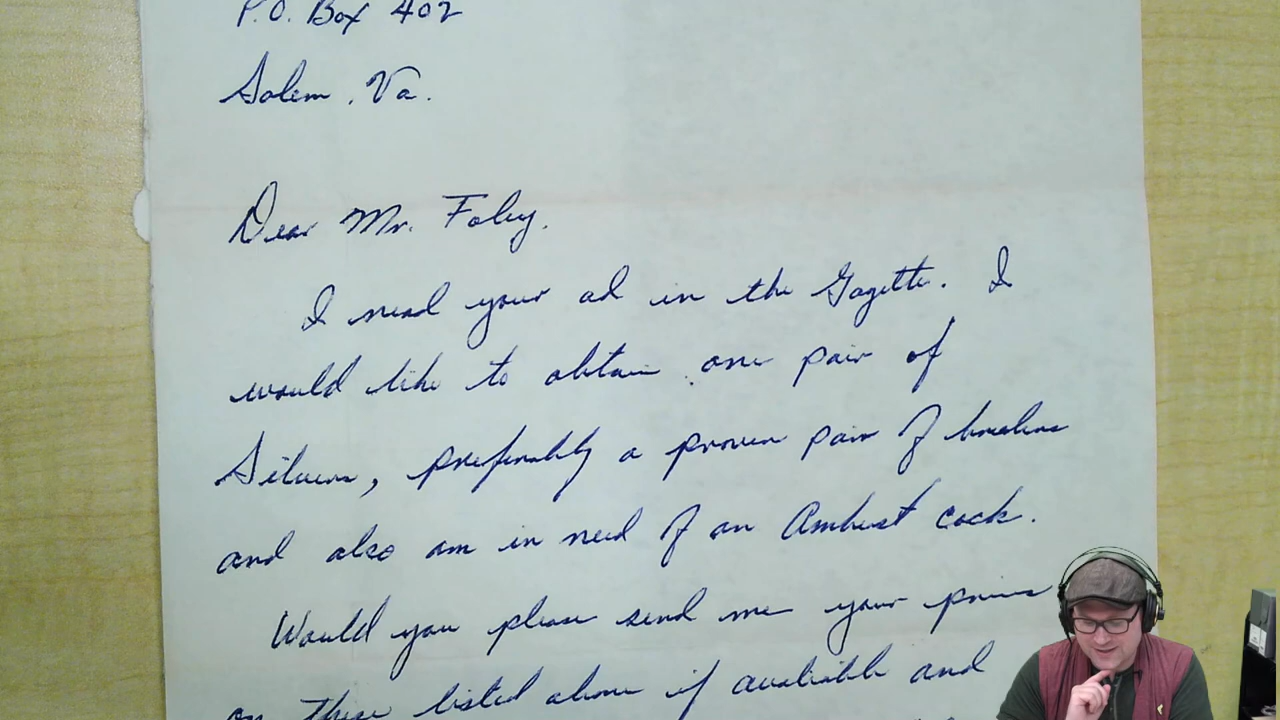 P.O. Box 402
Salem, Va.
Dear Mr. Foley,
I read your ad in the Gazette. I
would like to obtain one pair of
Silvers, preferably a proven pair of breeders
and also am in need of an Amherst cock.
Would you please send me your prices
on those listed above if available and